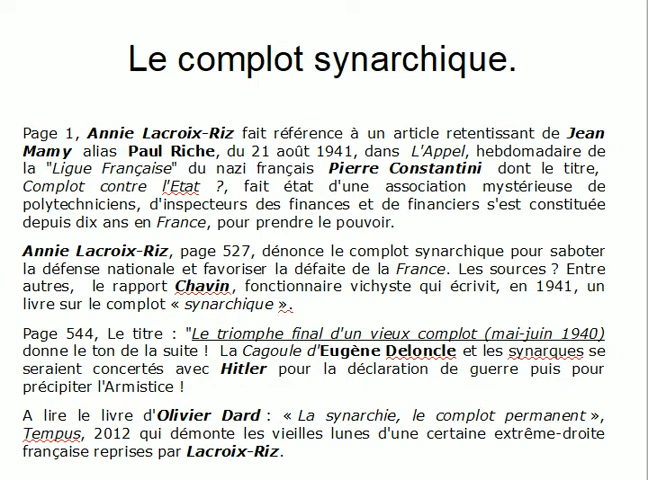 Le complot synarchique.
Page 1, Annie Lacroix-Riz fait référence à un article retentissant de Jean
Mamy alias Paul Riche, du 21 août 1941, dans L'Appel, hebdomadaire de
la "Ligue Française" du nazi français Pierre Constantini dont le titre,
Complot contre l'Etat ?, fait état d'une association mystérieuse de
polytechniciens, d'inspecteurs des finances et de financiers s'est constituée
depuis dix ans en France, pour prendre le pouvoir.
Annie Lacroix-Riz, page 527, dénonce le complot synarchique pour saboter
la défense nationale et favoriser la défaite de la France. Les sources ? Entre
autres, le rapport Chavin, fonctionnaire vichyste qui écrivit, en 1941, un
livre sur le complot « synarchique ».
Page 544, Le titre : "Le triomphe final d'un vieux complot (mai-juin 1940)
donne le ton de la suite ! La Cagoule d'Eugène Deloncle et les synarques se
seraient concertés avec Hitler pour la déclaration de guerre puis pour
précipiter l'Armistice !
A lire le livre d'Olivier Dard : « La synarchie, le complot permanent »,
Tempus, 2012 qui démonte les vieilles lunes d'une certaine extrême-droite
française reprises par Lacroix-Riz.